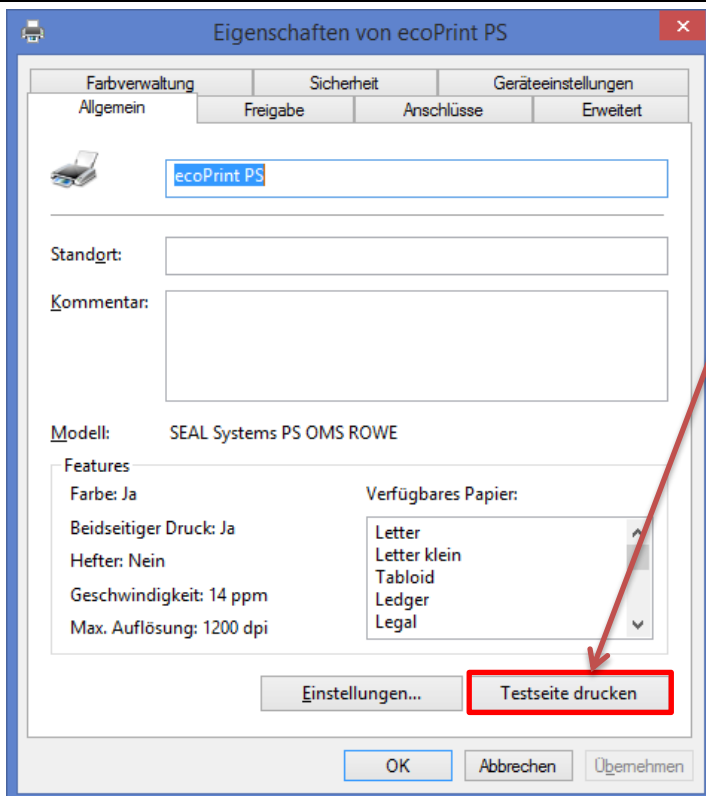 Eigenschaften von ecoPrint PS
Farbverwaltung Sicherheit Geräteeinstellungen
Allgemein Freigabe Anschlüsse Erweitert
ecoPrint PS
Standort:
Kommentar:
Modell: SEAL Systems PS OMS ROWE
Features
Farbe: Ja Verfügbares Papier:
Beidseitiger Druck: Ja
Hefter: Nein
Geschwindigkeit: 14 ppm
Max. Auflösung: 1200 dpi
Letter
Letter klein
Tabloid
Ledger
Legal
Einstellungen... Testseite drucken
OK Abbrechen Übernehmen